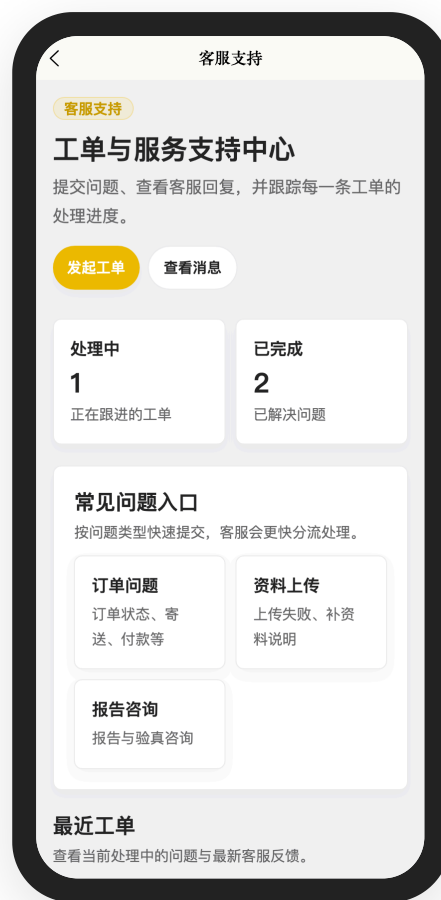 客服支持
客服支持
工单与服务支持中心
提交问题、查看客服回复，并跟踪每一条工单的
处理进度。
发起工单
查看消息
处理中
1
正在跟进的工单
已完成
2
已解决问题
常见问题入口
按问题类型快速提交，客服会更快分流处理。
订单问题
订单状态、寄
送、付款等
资料上传
上传失败、补资
料说明
报告咨询
报告与验真咨询
最近工单
查看当前处理中的问题与最新客服反馈。